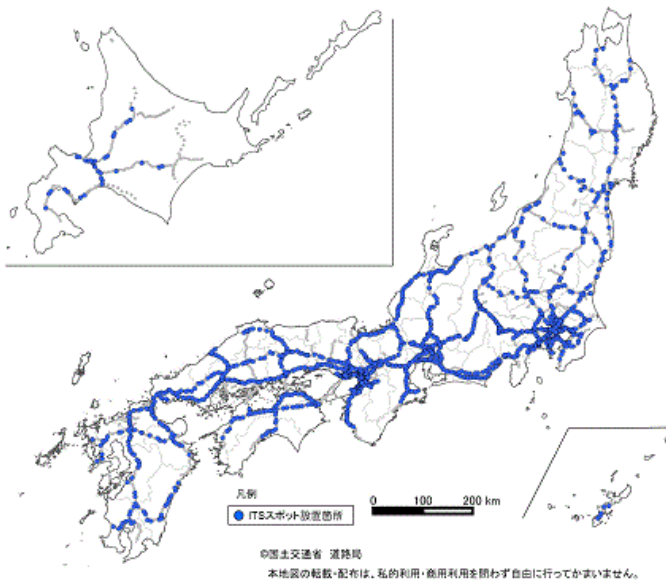 凡例
ITSスポット設置箇所
0 100 200 km
©国土交通省 道路局
本地図の転載・配布は、私的利用・商用利用を問わず自由に行ってかまいません。